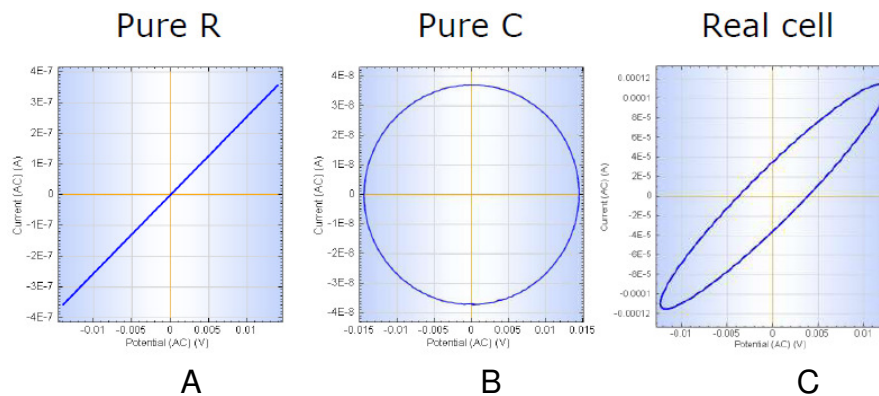 Pure R
Pure C
Real cell
4E-7
3E-7
2E-7
1E-7
0
-1E-7
-2E-7
-3E-7
-4E-7
Current (AC) (A)
-0.01
-0.005
0
0.005
0.01
Potential (AC) (V)
4E-8
3E-8
2E-8
1E-8
0
-1E-8
-2E-8
-3E-8
-4E-8
Current (AC) (A)
-0.015
-0.01
-0.005
0
0.005
0.01
0.015
Potential (AC) (V)
0.00012
0.0001
8E-5
6E-5
4E-5
2E-5
0
-2E-5
-4E-5
-6E-5
-8E-5
-0.0001
-0.00012
Current (AC) (A)
-0.01
-0.005
0
0.005
0.01
Potential (AC) (V)
A
B
C